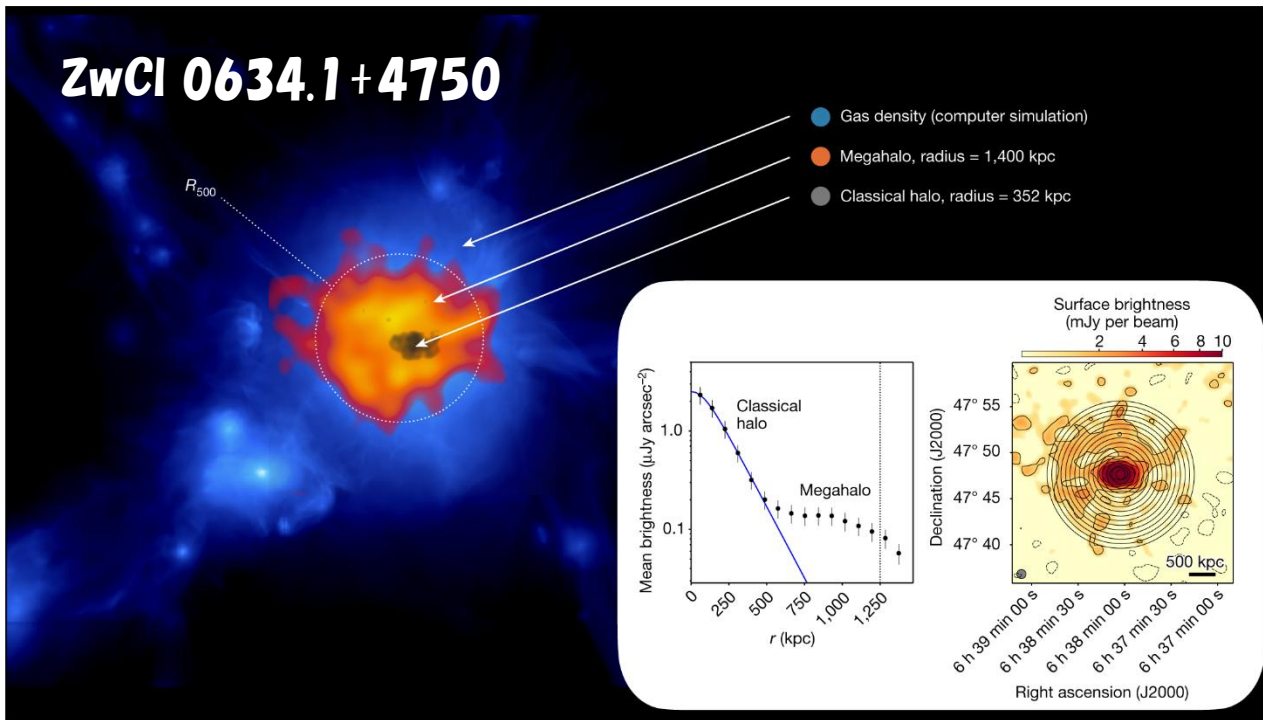 ZwCl 0634.1+4750
R500
Gas density (computer simulation)
Megahalo, radius = 1,400 kpc
Classical halo, radius = 352 kpc
Mean brightness (µJy arcsec−2)
1.0
0.1
Classical
halo
Megahalo
0
250
500
750
1,000
1,250
r (kpc)
Surface brightness
(mJy per beam)
2
4
6
8
10
Declination (J2000)
47° 55
47° 50
47° 45
47° 40
500 kpc
6 h 39 min 00 s
6 h 38 min 30 s
6 h 38 min 00 s
6 h 37 min 30 s
6 h 37 min 00 s
Right ascension (J2000)